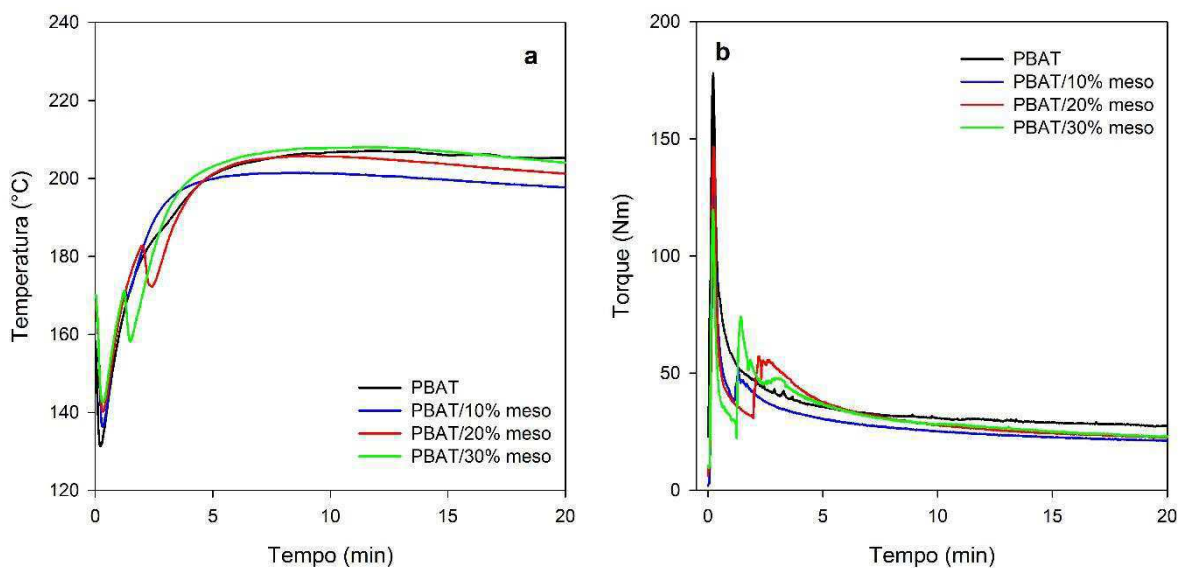 a
Temperatura (°C)
240
220
200
180
160
140
120
PBAT
PBAT/10% meso
PBAT/20% meso
PBAT/30% meso
0 5 10 15 20
Tempo (min)
b
Torque (Nm)
200
150
100
50
0
PBAT
PBAT/10% meso
PBAT/20% meso
PBAT/30% meso
0 5 10 15 20
Tempo (min)